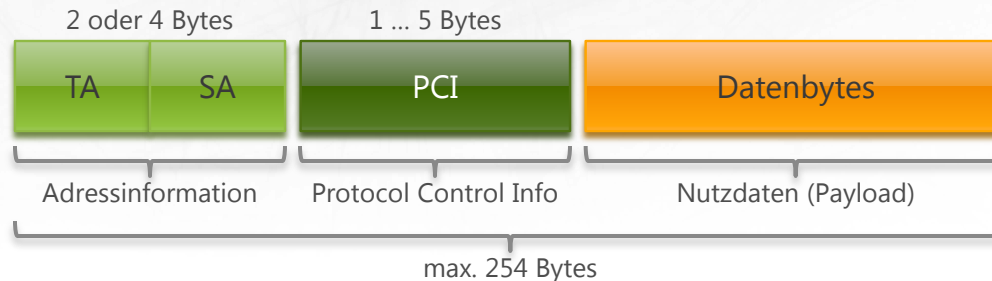 2 oder 4 Bytes 1 ... 5 Bytes
TA SA PCI Datenbytes
Adressinformation Protocol Control Info Nutzdaten (Payload)
max. 254 Bytes